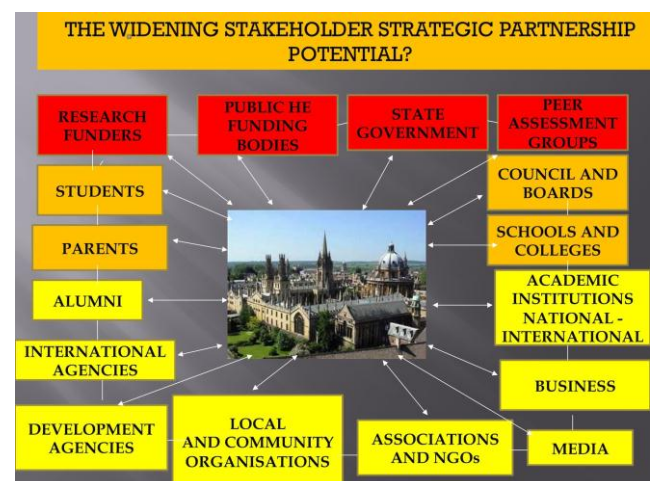 THE WIDENING STAKEHOLDER STRATEGIC PARTNERSHIP
POTENTIAL?
RESEARCH
FUNDERS
PUBLIC HE
FUNDING
BODIES
STATE
GOVERNMENT
PEER
ASSESSMENT
GROUPS
STUDENTS
COUNCIL AND
BOARDS
PARENTS
SCHOOLS AND
COLLEGES
ALUMNI
ACADEMIC
INSTITUTIONS
NATIONAL -
INTERNATIONAL
INTERNATIONAL
AGENCIES
BUSINESS
DEVELOPMENT
AGENCIES
LOCAL
AND COMMUNITY
ORGANISATIONS
ASSOCIATIONS
AND NGOs
MEDIA